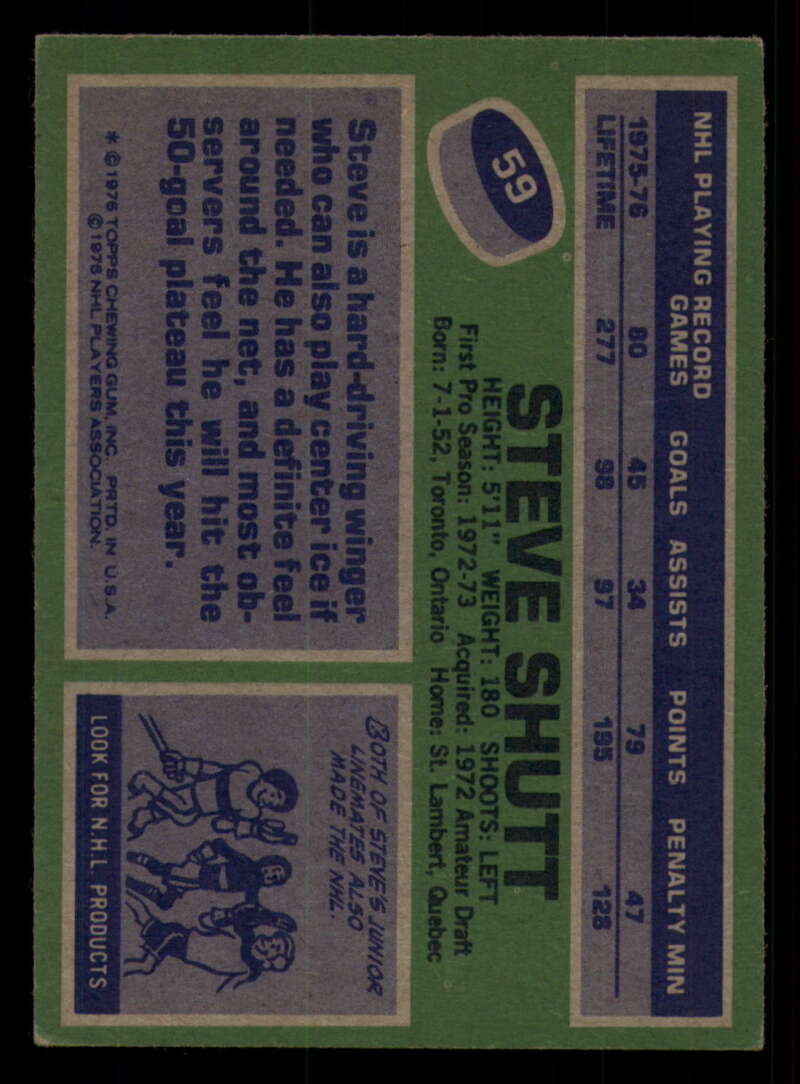 NHL PLAYING RECORD
GAMES GOALS ASSISTS POINTS PENALTY MIN
1975-76 80 45 34 79 47
LIFETIME 277 98 97 195 128
59
STEVE SHUTT
HEIGHT: 5'11" WEIGHT: 180 SHOOTS: LEFT
First Pro Season: 1972-73 Acquired: 1972 Amateur Draft
Born: 7-1-52, Toronto, Ontario Home: St. Lambert, Quebec
Steve is a hard-driving winger
who can also play center ice if
needed. He has a definite feel
around the net, and most ob-
servers feel he will hit the
50-goal plateau this year.
* © 1976 TOPPS CHEWING GUM, INC. PRTD. IN U.S.A.
© 1976 NHL PLAYERS ASSOCIATION.
BOTH OF STEVE'S JUNIOR
LINEMATES ALSO
MADE THE NHL.
LOOK FOR N.H.L. PRODUCTS